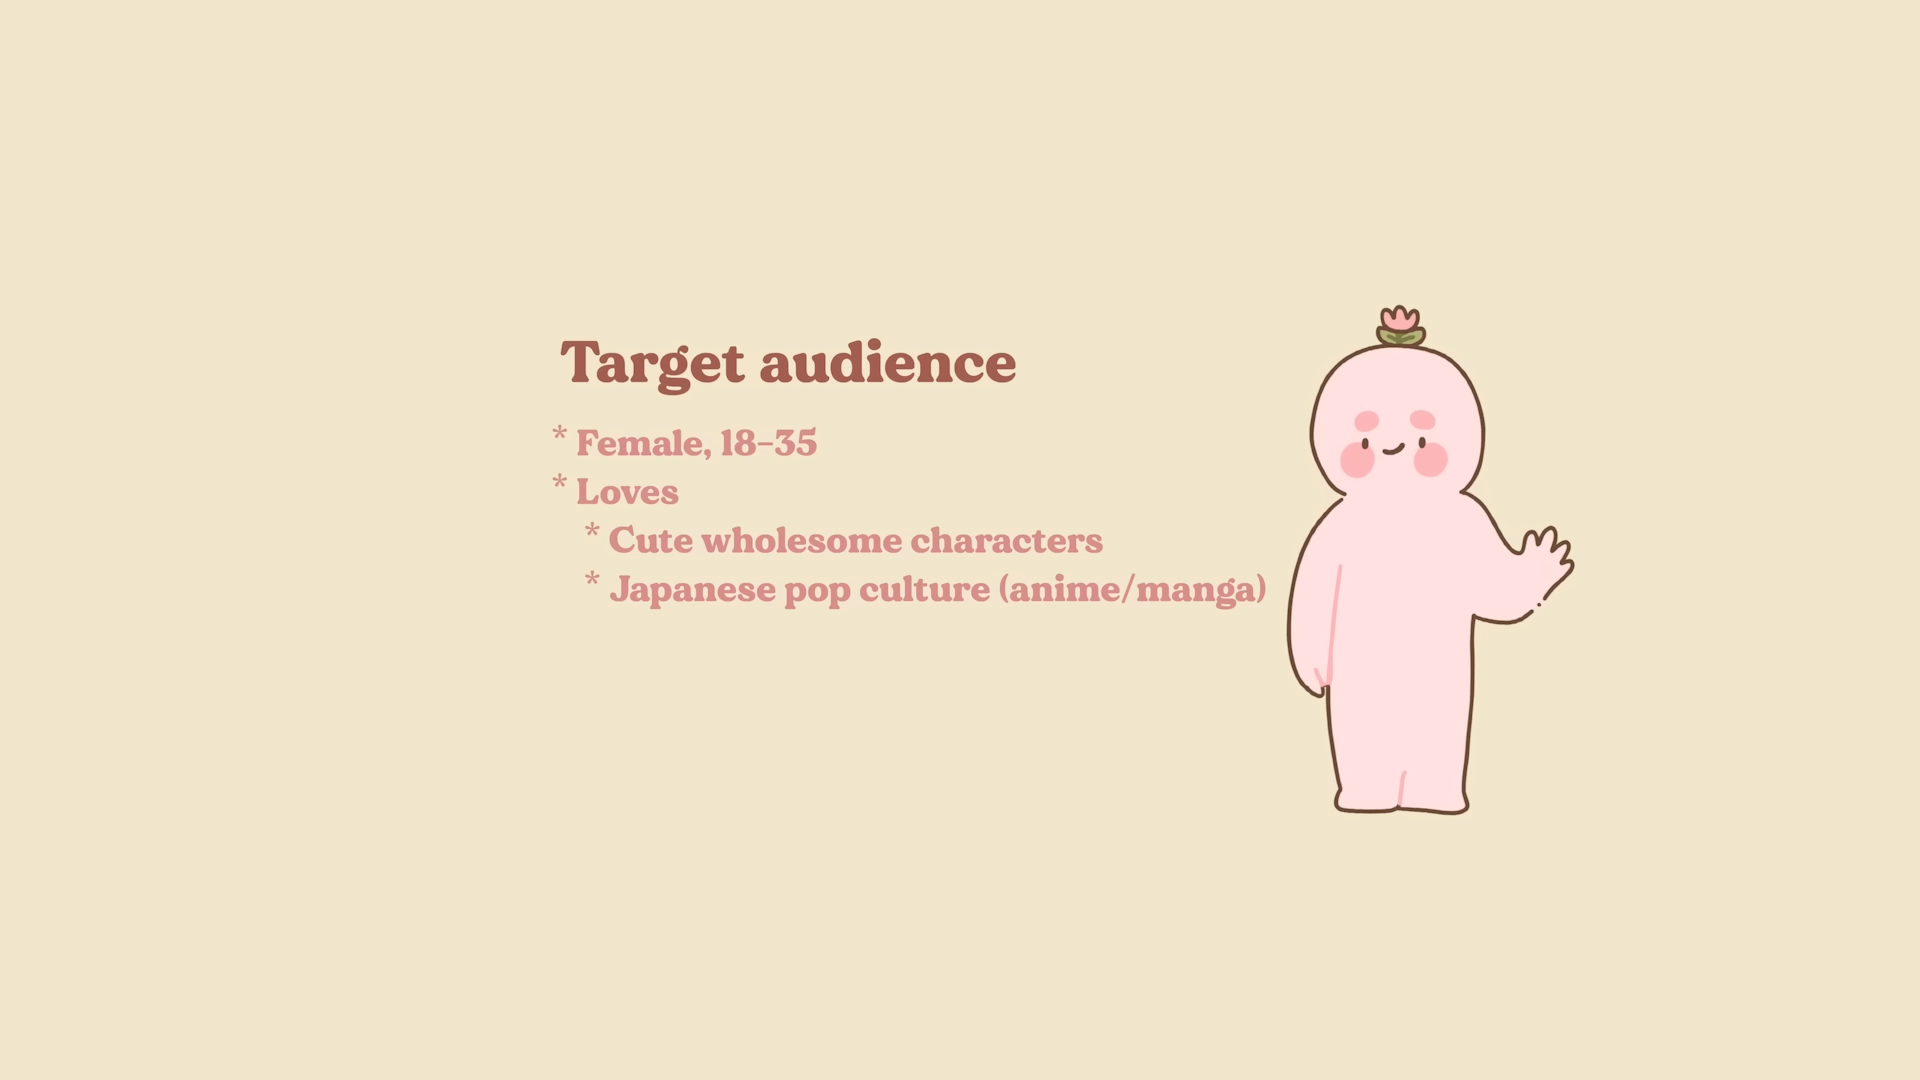 Target audience
* Female, 18–35
* Loves
* Cute wholesome characters
* Japanese pop culture (anime/manga)